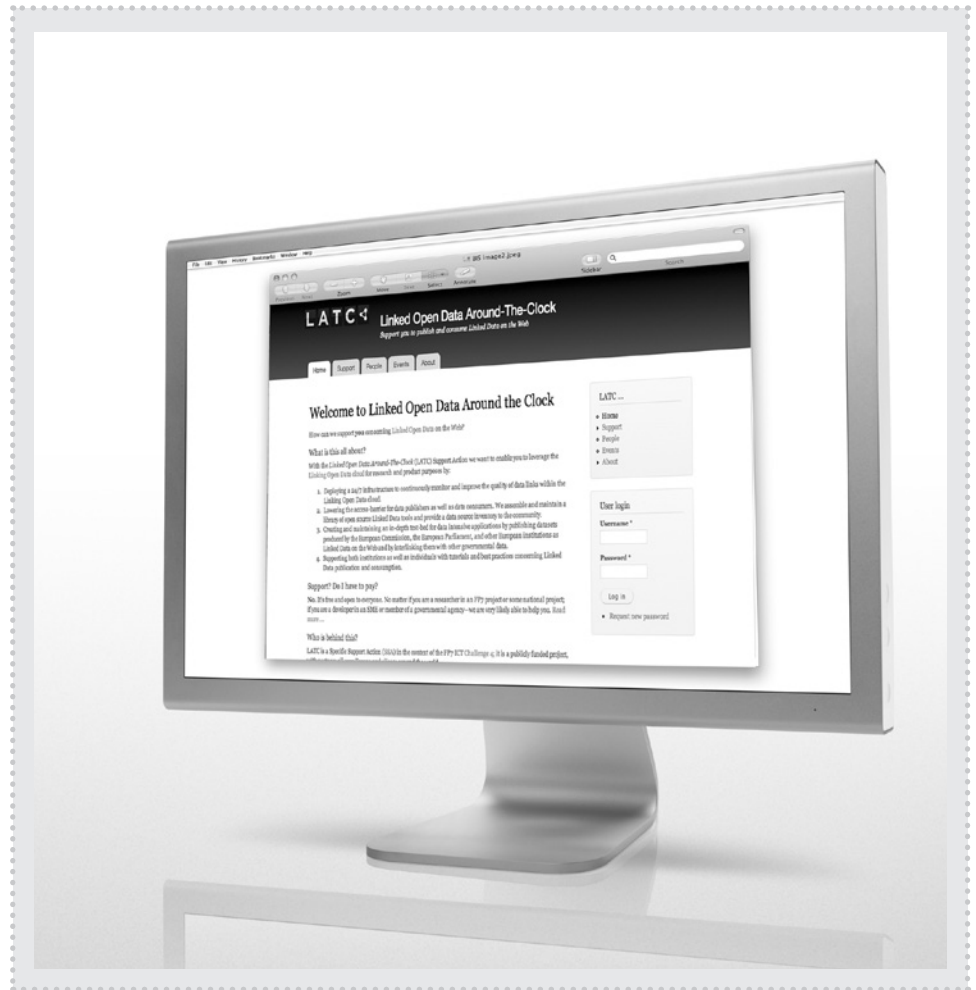 File Edit View History Bookmarks Window Help
Image2.jpeg
Zoom Move Select Annotate Sidebar Search
LATC Linked Open Data Around-The-Clock
Support you to publish and consume Linked Data on the Web
Home Support People Events About
Welcome to Linked Open Data Around the Clock
How can we support you consuming Linked Open Data on the Web?
What is this all about?
With the Linked Open Data Around-The-Clock (LATC) Support Action we want to enable you to leverage the
Linking Open Data cloud for research and product purposes by:
1. Deploying a 24/7 infrastructure to continuously monitor and improve the quality of data links within the
Linking Open Data cloud.
2. Lowering the access-barrier for data publishers as well as data consumers. We assemble and maintain a
library of open source Linked Data tools and provide a data source inventory to the community.
3. Creating and maintaining an in-depth test-bed for data intensive applications by publishing datasets
produced by the European Commission, the European Parliament, and other European institutions as
Linked Data on the Web and by interlinking them with other governmental data.
4. Supporting both institutions as well as individuals with tutorials and best practices concerning Linked
Data publication and consumption.
Support? Do I have to pay?
No. It's free and open to everyone. No matter if you are a researcher in an FP7 project or some national project;
if you are a developer in an SME or member of a governmental agency—we are very likely able to help you. Read
more ...
Who is behind this?
LATC is a Specific Support Action (SSA) in the context of the FP7 ICT Challenge 4; it is a publicly funded project,
LATC ...
Home
Support
People
Events
About
User login
Username *
Password *
Log in
Request new password